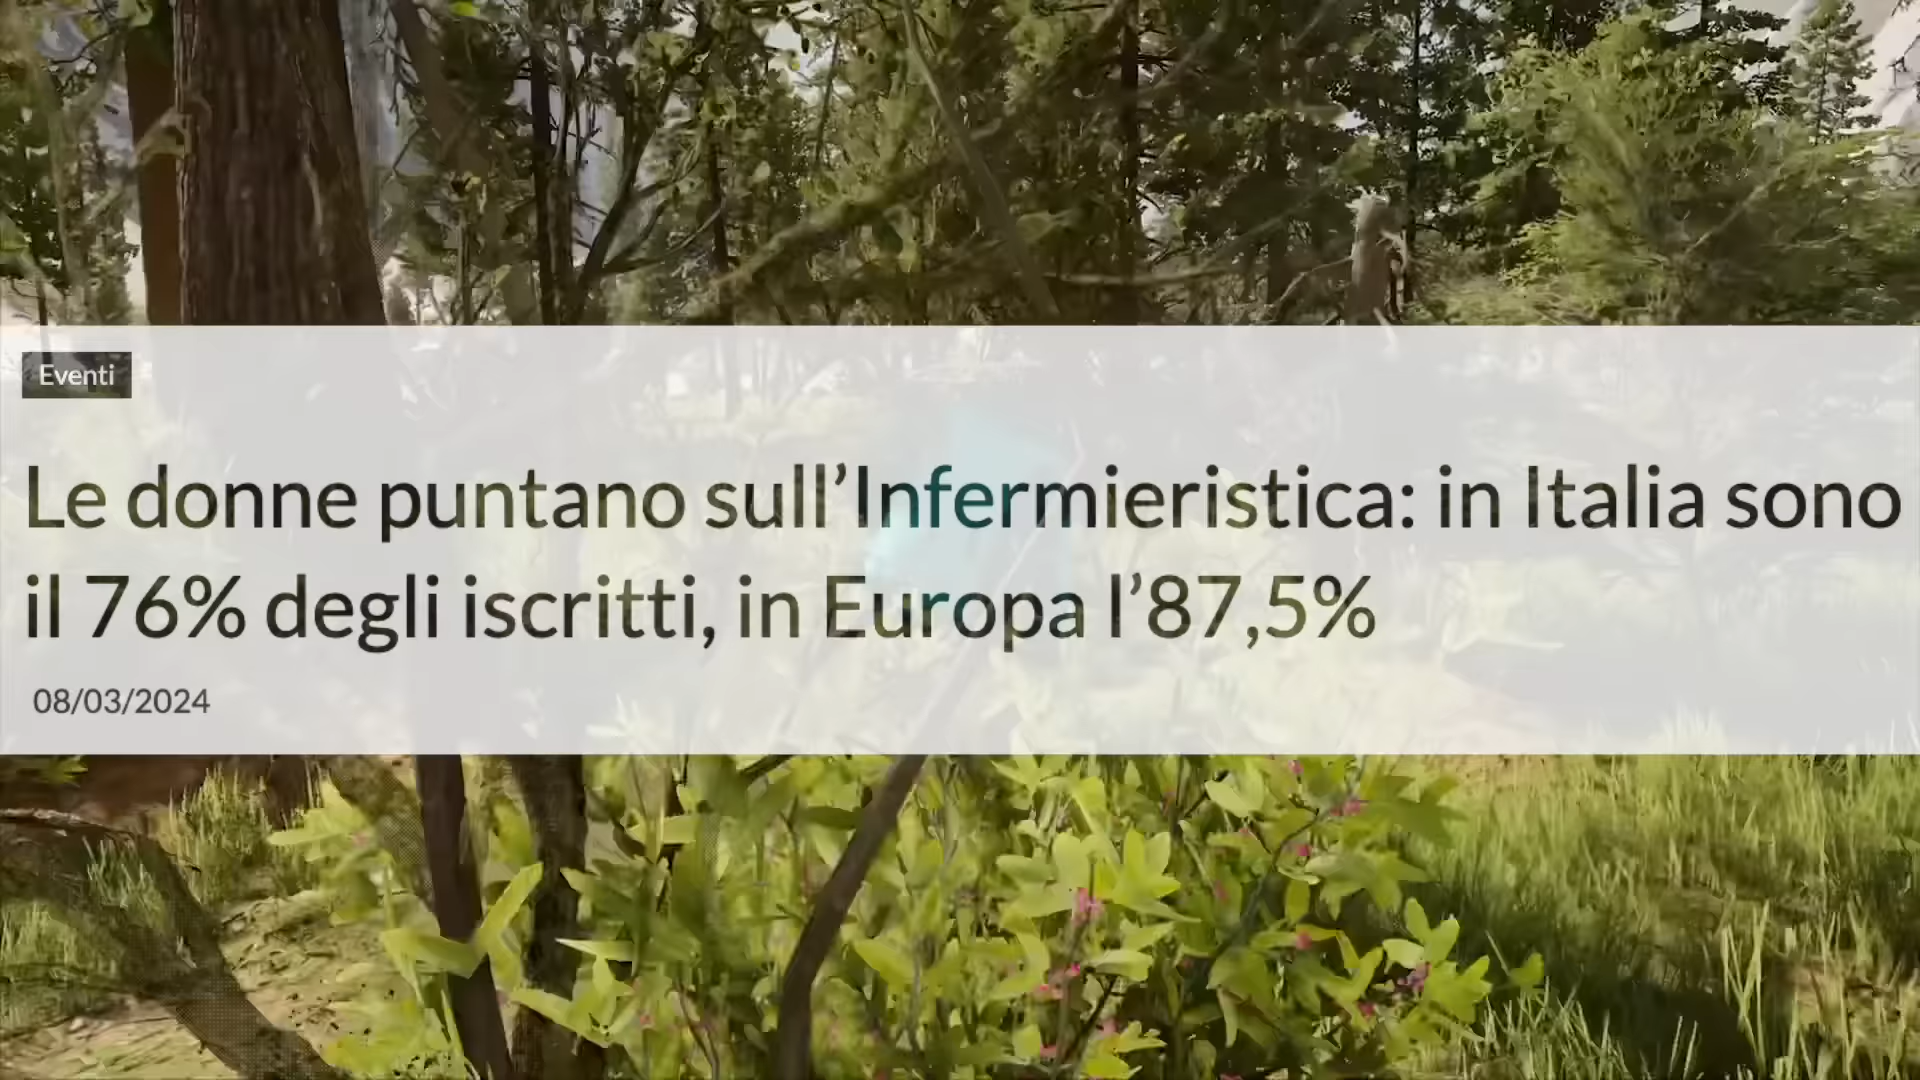 Eventi
Le donne puntano sull’Infermieristica: in Italia sono
il 76% degli iscritti, in Europa l’87,5%
08/03/2024